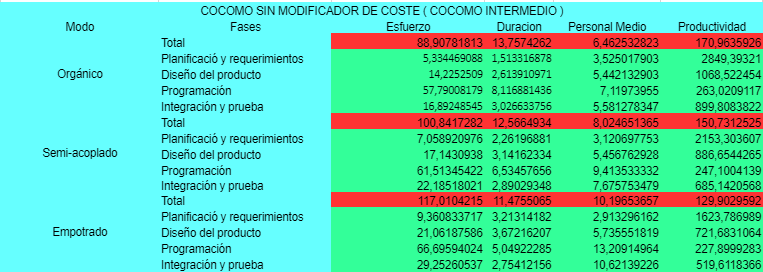 COCOMO SIN MODIFICADOR DE COSTE ( COCOMO INTERMEDIO )
Modo Fases Esfuerzo Duracion Personal Medio Productividad
Total 88,90781813 13,7574262 6,462532823 170,9635926
Planificació y requerimientos 5,334469088 1,513316878 3,525017903 2849,39321
Orgánico Diseño del producto 14,2252509 2,613910971 5,442132903 1068,522454
Programación 57,79008179 8,116881436 7,11973955 263,0209117
Integración y prueba 16,89248545 3,026633756 5,581278347 899,8083822
Total 100,8417282 12,5664934 8,024651365 150,7312525
Planificació y requerimientos 7,058920976 2,26196881 3,120697753 2153,303607
Semi-acoplado Diseño del producto 17,1430938 3,14162334 5,456762928 886,6544265
Programación 61,51345422 6,53457656 9,413533332 247,1004139
Integración y prueba 22,18518021 2,89029348 7,675753479 685,1420568
Total 117,0104215 11,4755065 10,19653657 129,9029592
Planificació y requerimientos 9,360833717 3,21314182 2,913296162 1623,786989
Empotrado Diseño del producto 21,06187586 3,67216207 5,735551819 721,6831064
Programación 66,69594024 5,04922285 13,20914964 227,8999283
Integración y prueba 29,25260537 2,75412156 10,62139226 519,6118366